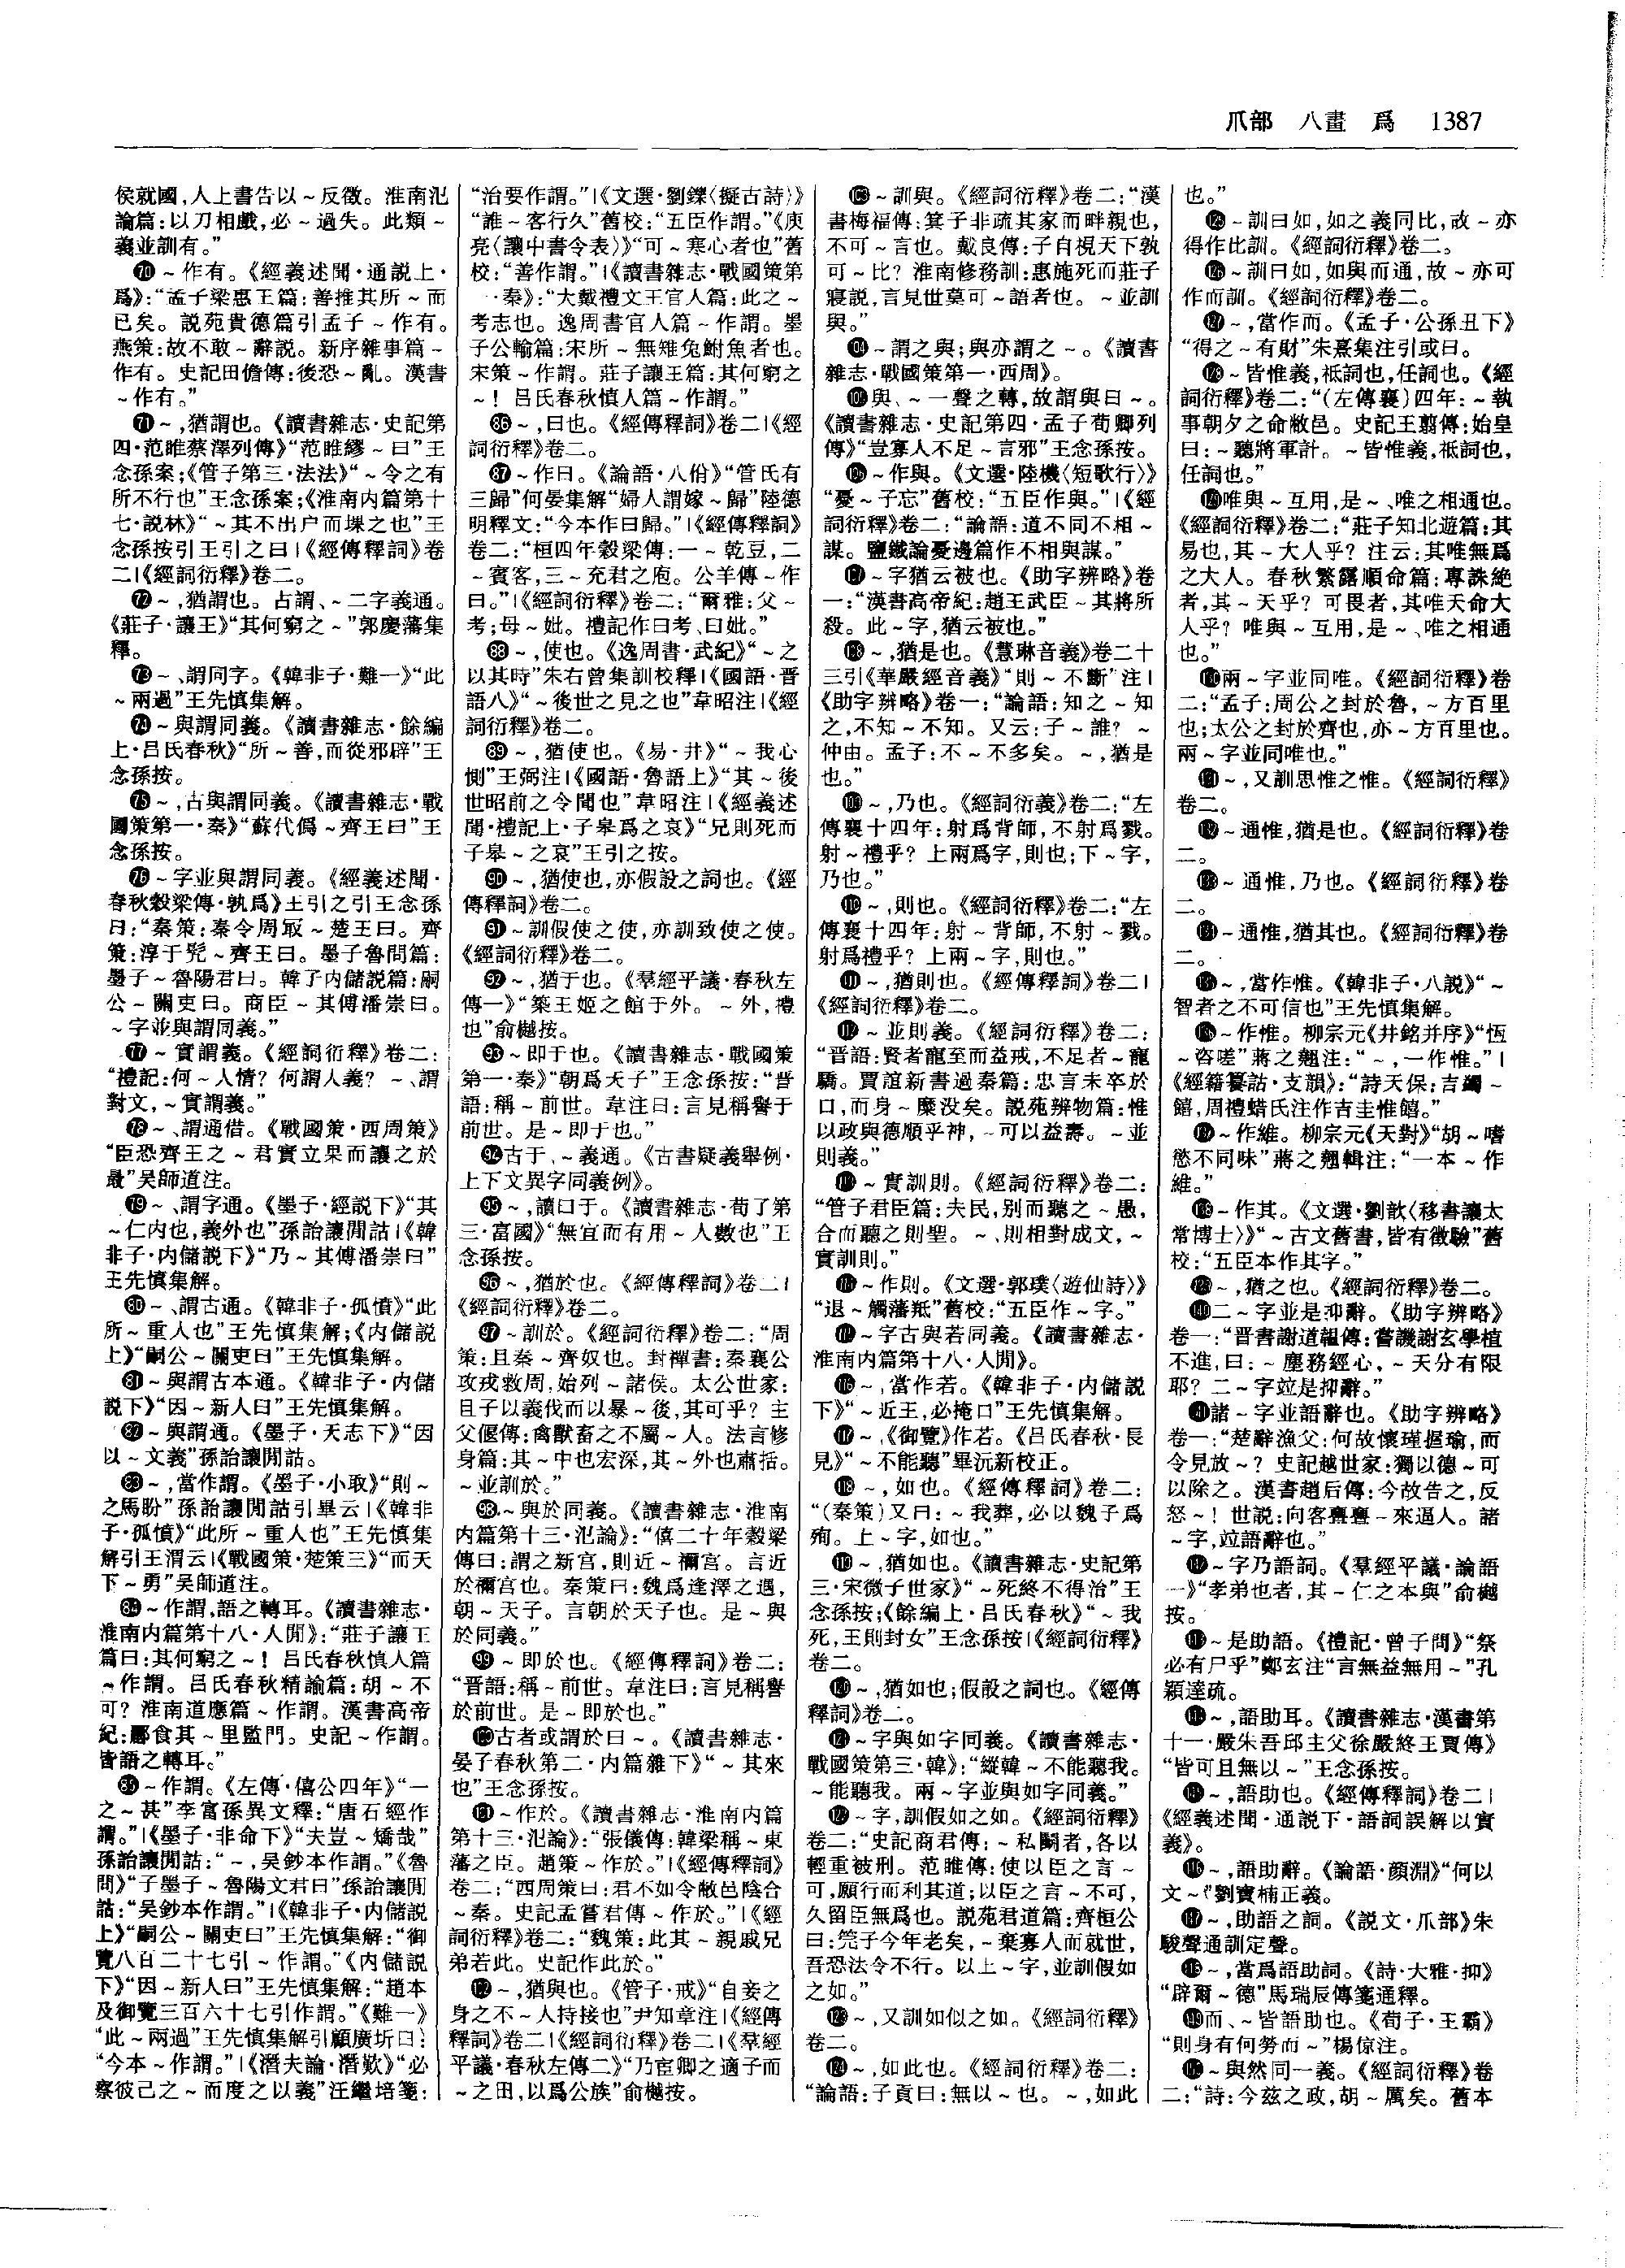 爪部　八畫　爲　1387
侯就國,人上書告以～反徵。淮南氾
論篇:以刃相戲,必～過失。此類～
義並訓有。”
⑦⓪～作有。《經義述聞·通説上·
爲》:“孟子梁惠王篇:善推其所～而
已矣。説苑貴德篇引孟子～作有。
燕策:故不敢～辭説。新序雜事篇～
作有。史記田儋傳:後恐～亂。漢書
～作有。”
71～,猶謂也。《讀書雜志·史記第
四·范雎蔡澤列傳》“范雎繆～曰”王
念孫案;《管子第三·法法》“～令之有
所不行也”王念孫案;《淮南内篇第十
七·説林》“～其不出户而堁之也”王
念孫按引王引之曰|《經傳釋詞》卷
二|《經詞衍釋》卷二。
72～,猶謂也。古謂、～二字義通。
《莊子·讓王》“其何窮之～”郭慶藩集
釋。
73～、謂同字。《韓非子·難一》“此
～兩過”王先慎集解。
74～與謂同義。《讀書雜志·餘編
上·吕氏春秋》“所～善,而從邪辟”王
念孫按。
75～,古與謂同義。《讀書雜志·戰
國策第一·秦》“蘇代僞～齊王曰”王
念孫按。
76～字並與謂同義。《經義述聞·
春秋穀梁傳·孰爲》王引之引王念孫
曰:“秦策:秦令周㝡～楚王曰。齊
策:淳于髡～齊王曰。墨子魯問篇:
墨子～魯陽君曰。韓子内儲説篇:嗣
公～關吏曰。商臣～其傅潘崇曰。
～字並與謂同義。”
77～實謂義。《經詞衍釋》卷二:
“禮記:何～人情?何謂人義?～、謂
對文,～實謂義。”
78～、謂通借。《戰國策·西周策》
“臣恐齊王之～君實立果而讓之於
最”吴師道注。
79～、謂字通。《墨子·經説下》“其
～仁内也,義外也”孫詒讓閒詁|《韓
非子·内儲説下》“乃～其傅潘崇曰”
王先慎集解。
80～、謂古通。《韓非子·孤憤》“此
所～重人也”王先慎集解;《内儲説
上》“嗣公～關吏曰”王先慎集解。
81～與謂古本通。《韓非子·内儲
説下》“因～新人曰”王先慎集解。
82～與謂通。《墨子·天志下》“因
以～文義”孫詒讓閒詁。
83～,當作謂。《墨子·小取》“則～
之馬盼”孫詒讓閒詁引畢云|《韓非
子·孤憤》“此所～重人也”王先慎集
解引王渭云|《戰國策·楚策三》“而天
下～勇”吴師道注。
84～作謂,語之轉耳。《讀書雜志·
淮南内篇第十八·人閒》:“莊子讓王
篇曰:其何窮之～!吕氏春秋慎人篇
～作謂。吕氏春秋精諭篇:胡～不
可?淮南道應篇～作謂。漢書高帝
紀:酈食其～里監門。史記～作謂。
皆語之轉耳。”
85～作謂。《左傳·僖公四年》“一
之～甚”李富孫異文釋:“唐石經作
謂。”|《墨子·非命下》“夫豈～矯哉”
孫詒讓閒詁:“～,吴鈔本作謂。”《魯
問》“子墨子～魯陽文君曰”孫詒讓閒
詁:“吴鈔本作謂。”|《韓非子·内儲説
上》“嗣公～關吏曰”王先慎集解:“御
覽八百二十七引～作謂。”《内儲説
下》“因～新人曰”王先慎集解:“趙本
及御覽三百六十七引作謂。”《難一》
“此～兩過”王先慎集解引顧廣圻曰:
“今本～作謂。”|《潛夫論·潛歎》“必
察彼己之～而度之以義”汪繼培箋:
“治要作謂。”|《文選·劉鑠〈擬古詩〉》
“誰～客行久”舊校:“五臣作謂。”《庾
亮〈讓中書令表〉》“可～寒心者也”舊
校:“善作謂。”|《讀書雜志·戰國策第
一·秦》:“大戴禮文王官人篇:此之～
考志也。逸周書官人篇～作謂。墨
子公輸篇:宋所～無雉兔鮒魚者也。
宋策～作謂。莊子讓王篇:其何窮之
～!吕氏春秋慎人篇～作謂。”
86～,曰也。《經傳釋詞》卷二|《經
詞衍釋》卷二。
87～作曰。《論語·八佾》“管氏有
三歸”何晏集解“婦人謂嫁～歸”陸德
明釋文:“今本作曰歸。”|《經傳釋詞》
卷二:“桓四年穀梁傳:一～乾豆,二
～賓客,三～充君之庖。公羊傳～作
曰。”|《經詞衍釋》卷二:“爾雅:父～
考;母～妣。禮記作曰考、曰妣。”
88～,使也。《逸周書·武紀》“～之
以其時”朱右曾集訓校釋|《國語·晋
語八》“～後世之見之也”韋昭注|《經
詞衍釋》卷二。
89～,猶使也。《易·井》“～我心
惻”王弼注|《國語·魯語上》“其～後
世昭前之令聞也”韋昭注|《經義述
聞·禮記上·子皋爲之哀》“兄則死而
子皋～之哀”王引之按。
90～,猶使也,亦假設之詞也。《經
傳釋詞》卷二。
91～訓假使之使,亦訓致使之使。
《經詞衍釋》卷二。
92～,猶于也。《羣經平議·春秋左
傳一》“築王姬之館于外。～外,禮
也”俞樾按。
93～即于也。《讀書雜志·戰國策
第一·秦》“朝爲天子”王念孫按:“晋
語:稱～前世。韋注曰:言見稱譽于
前世。是～即于也。”
94古于、～義通。《古書疑義舉例·
上下文異字同義例》。
95～,讀曰于。《讀書雜志·荀子第
三·富國》“無宜而有用～人數也”王
念孫按。
96～,猶於也。《經傳釋詞》卷二|
《經詞衍釋》卷二。
97～訓於。《經詞衍釋》卷二:“周
策:且秦～齊奴也。封禪書:秦襄公
攻戎救周,始列～諸侯。太公世家:
且子以義伐而以暴～後,其可乎?主
父偃傳:禽獸畜之不屬～人。法言修
身篇:其～中也宏深,其～外也肅括。
～並訓於。”
98～與於同義。《讀書雜志·淮南
内篇第十三·氾論》:“僖二十年穀梁
傳曰:謂之新宫,則近～禰宫。言近
於禰宫也。秦策曰:魏爲逢澤之遇,
朝～天子。言朝於天子也。是～與
於同義。”
99～即於也。《經傳釋詞》卷二:
“晋語:稱～前世。韋注曰:言見稱譽
於前世。是～即於也。”
100古者或謂於曰～。《讀書雜志·
晏子春秋第二·内篇雜下》“～其來
也”王念孫按。
101～作於。《讀書雜志·淮南内篇
第十三·氾論》:“張儀傳:韓梁稱～東
藩之臣。趙策～作於。”|《經傳釋詞》
卷二:“西周策曰:君不如令敝邑陰合
～秦。史記孟嘗君傳～作於。”|《經
詞衍釋》卷二:“魏策:此其～親戚兄
弟若此。史記作此於。”
102～,猶與也。《管子·戒》“自妾之
身之不～人持接也”尹知章注|《經傳
釋詞》卷二|《經詞衍釋》卷二|《羣經
平議·春秋左傳二》“乃宦卿之適子而
～之田,以爲公族”俞樾按。
103～訓與。《經詞衍釋》卷二:“漢
書梅福傳:箕子非疏其家而畔親也,
不可～言也。戴良傳:子自視天下孰
可～比?淮南修務訓:惠施死而莊子
寢説,言見世莫可～語者也。～並訓
與。”
104～謂之與;與亦謂之～。《讀書
雜志·戰國策第一·西周》。
105與、～一聲之轉,故謂與曰～。
《讀書雜志·史記第四·孟子荀卿列
傳》“豈寡人不足～言邪”王念孫按。
106～作與。《文選·陸機〈短歌行〉》
“憂～子忘”舊校:“五臣作與。”|《經
詞衍釋》卷二:“論語:道不同不相～
謀。鹽鐵論憂邊篇作不相與謀。”
107～字猶云被也。《助字辨略》卷
一:“漢書高帝紀:趙王武臣～其將所
殺。此～字,猶云被也。”
108～,猶是也。《慧琳音義》卷二十
三引《華嚴經音義》“則～不斷”注|
《助字辨略》卷一:“論語:知之～知
之,不知～不知。又云:子～誰?～
仲由。孟子:不～不多矣。～,猶是
也。”
109～,乃也。《經詞衍義》卷二:“左
傳襄十四年:射爲背師,不射爲戮。
射～禮乎?上兩爲字,則也;下～字,
乃也。”
110～,則也。《經詞衍釋》卷二:“左
傳襄十四年:射～背師,不射～戮。
射爲禮乎?上兩～字,則也。”
111～,猶則也。《經傳釋詞》卷二|
《經詞衍釋》卷二。
112～並則義。《經詞衍釋》卷二:
“晋語:賢者寵至而益戒,不足者～寵
驕。賈誼新書過秦篇:忠言未卒於
口,而身～糜没矣。説苑辨物篇:惟
以政與德順乎神,～可以益壽。～並
則義。”
113～實訓則。《經詞衍釋》卷二:
“管子君臣篇:夫民,别而聽之～愚,
合而聽之則聖。～、則相對成文,～
實訓則。”
114～作則。《文選·郭璞〈遊仙詩〉》
“退～觸藩羝”舊校:“五臣作～字。”
115～字古與若同義。《讀書雜志·
淮南内篇第十八·人閒》。
116～,當作若。《韓非子·内儲説
下》“～近王,必掩口”王先慎集解。
117～,《御覽》作若。《吕氏春秋·長
見》“～不能聽”畢沅新校正。
118～,如也。《經傳釋詞》卷二:
“(秦策)又曰:～我葬,必以魏子爲
殉。上～字,如也。”
119～,猶如也。《讀書雜志·史記第
三·宋微子世家》“～死終不得治”王
念孫按;《餘編上·吕氏春秋》“～我
死,王則封女”王念孫按|《經詞衍釋》
卷二。
120～,猶如也;假設之詞也。《經傳
釋詞》卷二。
121～字與如字同義。《讀書雜志·
戰國策第三·韓》:“縱韓～不能聽我。
～能聽我。兩～字並與如字同義。”
122～字,訓假如之如。《經詞衍釋》
卷二:“史記商君傳:～私鬭者,各以
輕重被刑。范雎傳:使以臣之言～
可,願行而利其道;以臣之言～不可,
久留臣無爲也。説苑君道篇:齊桓公
曰:筦子今年老矣,～棄寡人而就世,
吾恐法令不行。以上～字,並訓假如
之如。”
123～,又訓如似之如。《經詞衍釋》
卷二。
124～,如此也。《經詞衍釋》卷二:
“論語:子貢曰:無以～也。～,如此
也。”
125～訓曰如,如之義同比,故～亦
得作比訓。《經詞衍釋》卷二。
126～訓曰如,如與而通,故～亦可
作而訓。《經詞衍釋》卷二。
127～,當作而。《孟子·公孫丑下》
“得之～有財”朱熹集注引或曰。
128～皆惟義,祗詞也,任詞也。《經
詞衍釋》卷二:“(左傳襄)四年:～執
事朝夕之命敝邑。史記王翦傳:始皇
曰:～聽將軍計。～皆惟義,祗詞也,
任詞也。”
129唯與～互用,是～、唯之相通也。
《經詞衍釋》卷二:“莊子知北遊篇:其
易也,其～大人乎?注云:其唯無爲
之大人。春秋繁露順命篇:專誅絶
者,其～天乎?可畏者,其唯天命大
人乎?唯與～互用,是～、唯之相通
也。”
130兩～字並同唯。《經詞衍釋》卷
二:“孟子:周公之封於魯,～方百里
也;太公之封於齊也,亦～方百里也。
兩～字並同唯也。”
131～,又訓思惟之惟。《經詞衍釋》
卷二。
132～通惟,猶是也。《經詞衍釋》卷
二。
133～通惟,乃也。《經詞衍釋》卷
二。
134～通惟,猶其也。《經詞衍釋》卷
二。
135～,當作惟。《韓非子·八説》“～
智者之不可信也”王先慎集解。
136～作惟。柳宗元《井銘并序》“恆
～咨嗟”蔣之翹注:“～,一作惟。”|
《經籍籑詁·支韻》:“詩天保:吉蠲～
饎,周禮蜡氏注作吉圭惟饎。”
137～作維。柳宗元《天對》“胡～嗜
慾不同味”蔣之翹輯注:“一本～作
維。”
138～作其。《文選·劉歆〈移書讓太
常博士〉》“～古文舊書,皆有徵驗”舊
校:“五臣本作其字。”
139～,猶之也。《經詞衍釋》卷二。
140二～字並是抑辭。《助字辨略》
卷一:“晋書謝道韞傳:嘗譏謝玄學植
不進,曰:～塵務經心,～天分有限
耶?二～字竝是抑辭。”
141諸～字並語辭也。《助字辨略》
卷一:“楚辭漁父:何故懷瑾握瑜,而
令見放～?史記越世家:獨以德～可
以除之。漢書趙后傳:今故告之,反
怒～!世説:向客亹亹～來逼人。諸
～字,竝語辭也。”
142～字乃語詞。《羣經平議·論語
一》“孝弟也者,其～仁之本與”俞樾
按。
143～是助語。《禮記·曾子問》“祭
必有尸乎”鄭玄注“言無益無用～”孔
穎達疏。
144～,語助耳。《讀書雜志·漢書第
十一·嚴朱吾邱主父徐嚴終王賈傳》
“皆可且無以～”王念孫按。
145～,語助也。《經傳釋詞》卷二|
《經義述聞·通説下·語詞誤解以實
義》。
146～,語助辭。《論語·顔淵》“何以
文～”劉寶楠正義。
147～,助語之詞。《説文·爪部》朱
駿聲通訓定聲。
148～,當爲語助詞。《詩·大雅·抑》
“辟爾～德”馬瑞辰傳箋通釋。
149而、～皆語助也。《荀子·王霸》
“則身有何勞而～”楊倞注。
150～與然同一義。《經詞衍釋》卷
二:“詩:今兹之政,胡～厲矣。舊本